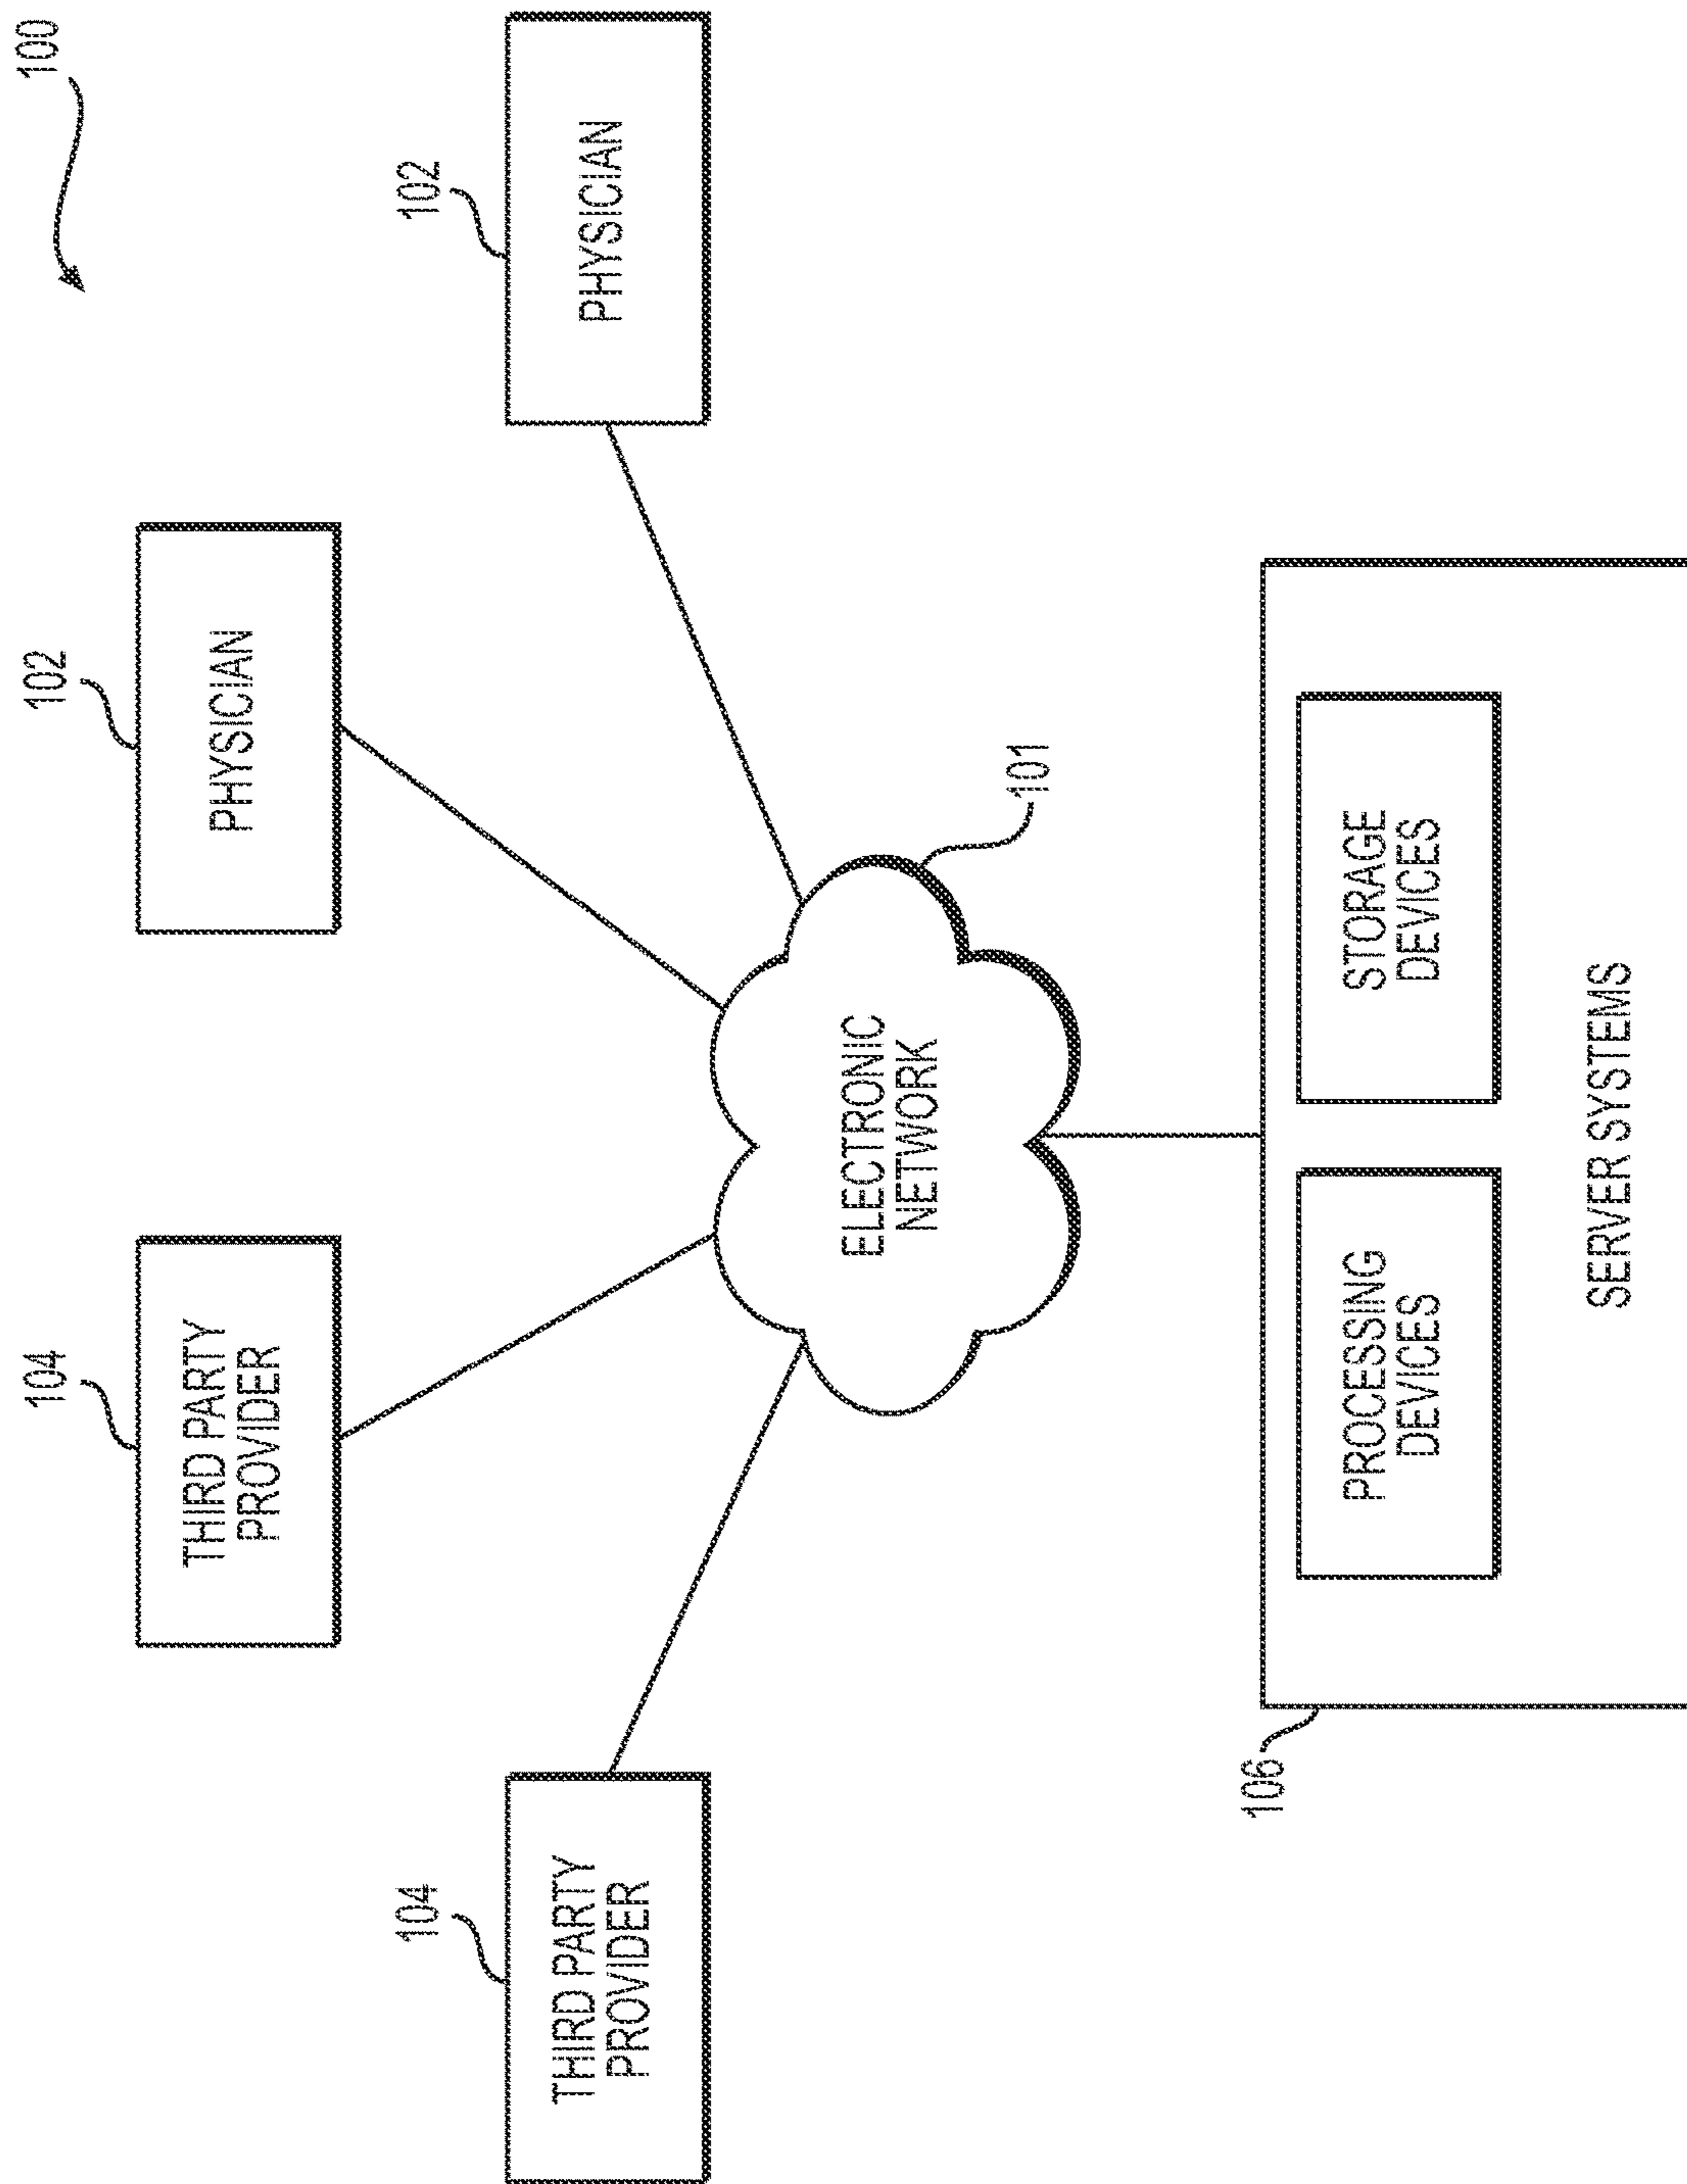 100
102
102
104
104
PHYSICIAN
PHYSICIAN
THIRD PARTY
PROVIDER
THIRD PARTY
PROVIDER
ELECTRONIC
NETWORK
101
106
PROCESSING
DEVICES
STORAGE
DEVICES
SERVER SYSTEMS